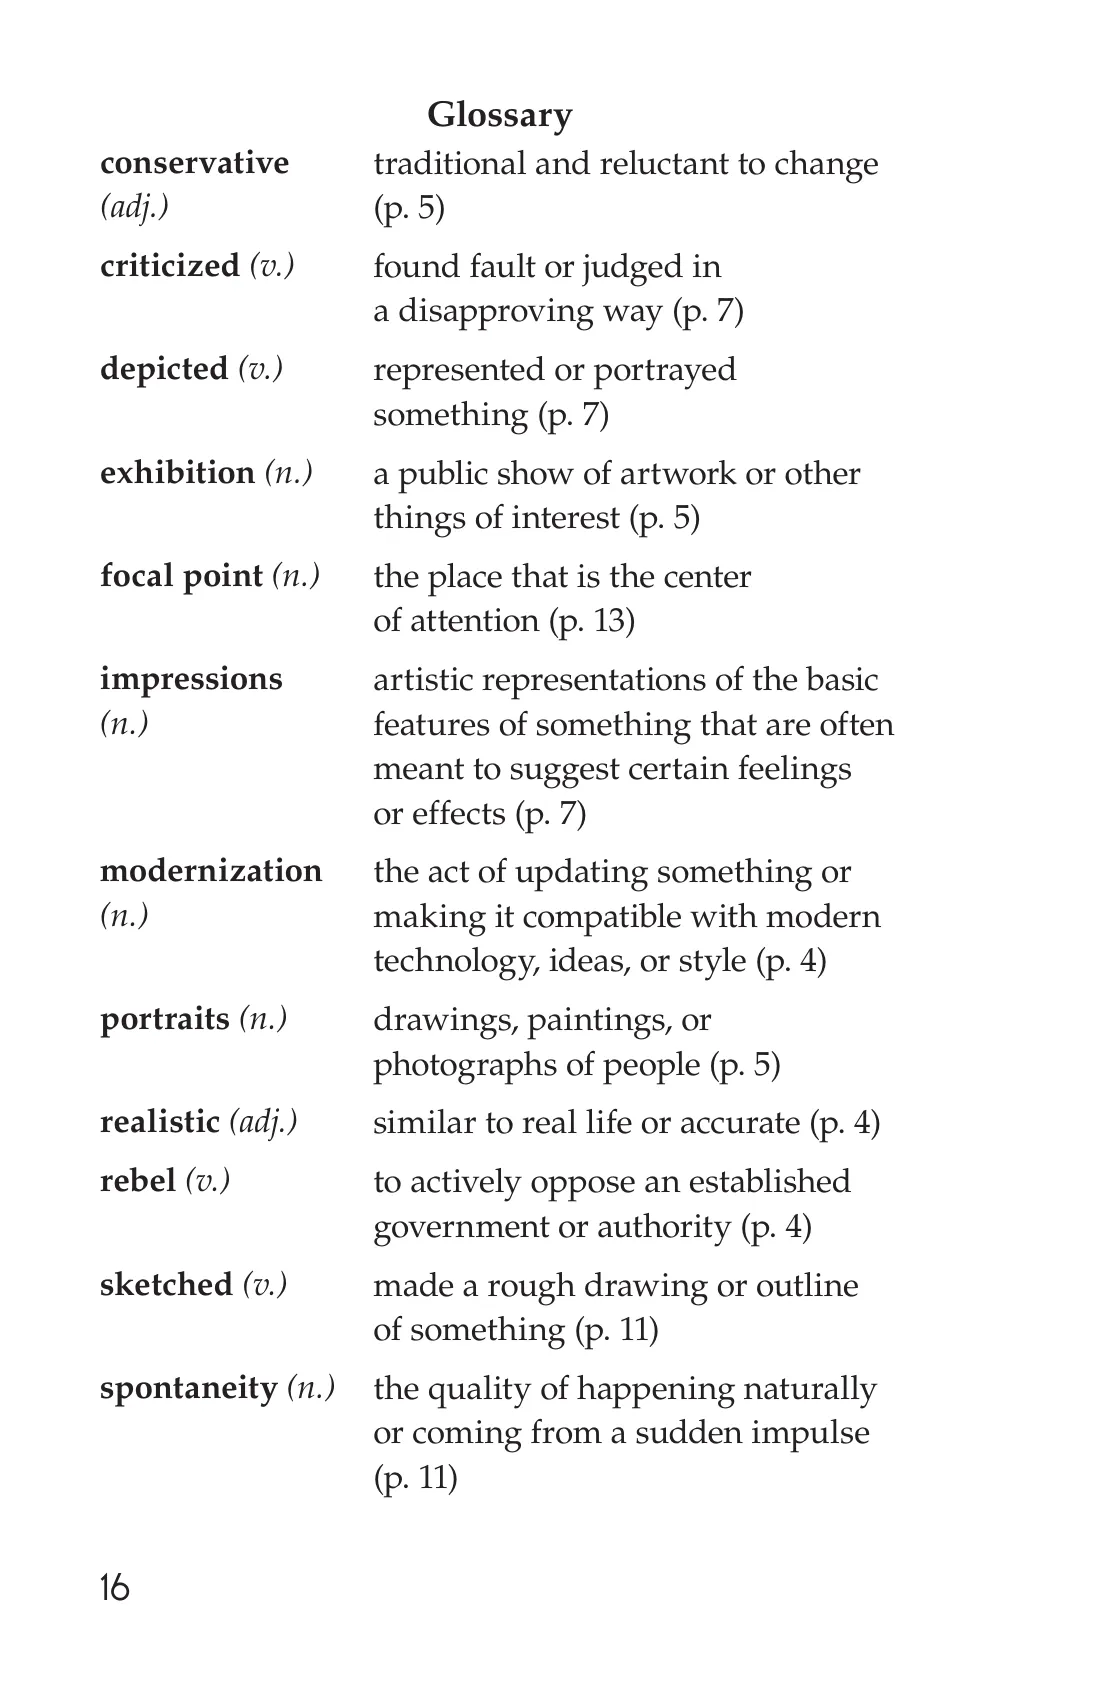 Glossary
conservative traditional and reluctant to change
(adj.) (p. 5)
criticized (v.) found fault or judged in
a disapproving way (p. 7)
depicted (v.) represented or portrayed
something (p. 7)
exhibition (n.) a public show of artwork or other
things of interest (p. 5)
focal point (n.) the place that is the center
of attention (p. 13)
impressions artistic representations of the basic
(n.) features of something that are often
meant to suggest certain feelings
or effects (p. 7)
modernization the act of updating something or
(n.) making it compatible with modern
technology, ideas, or style (p. 4)
portraits (n.) drawings, paintings, or
photographs of people (p. 5)
realistic (adj.) similar to real life or accurate (p. 4)
rebel (v.) to actively oppose an established
government or authority (p. 4)
sketched (v.) made a rough drawing or outline
of something (p. 11)
spontaneity (n.) the quality of happening naturally
or coming from a sudden impulse
(p. 11)
16